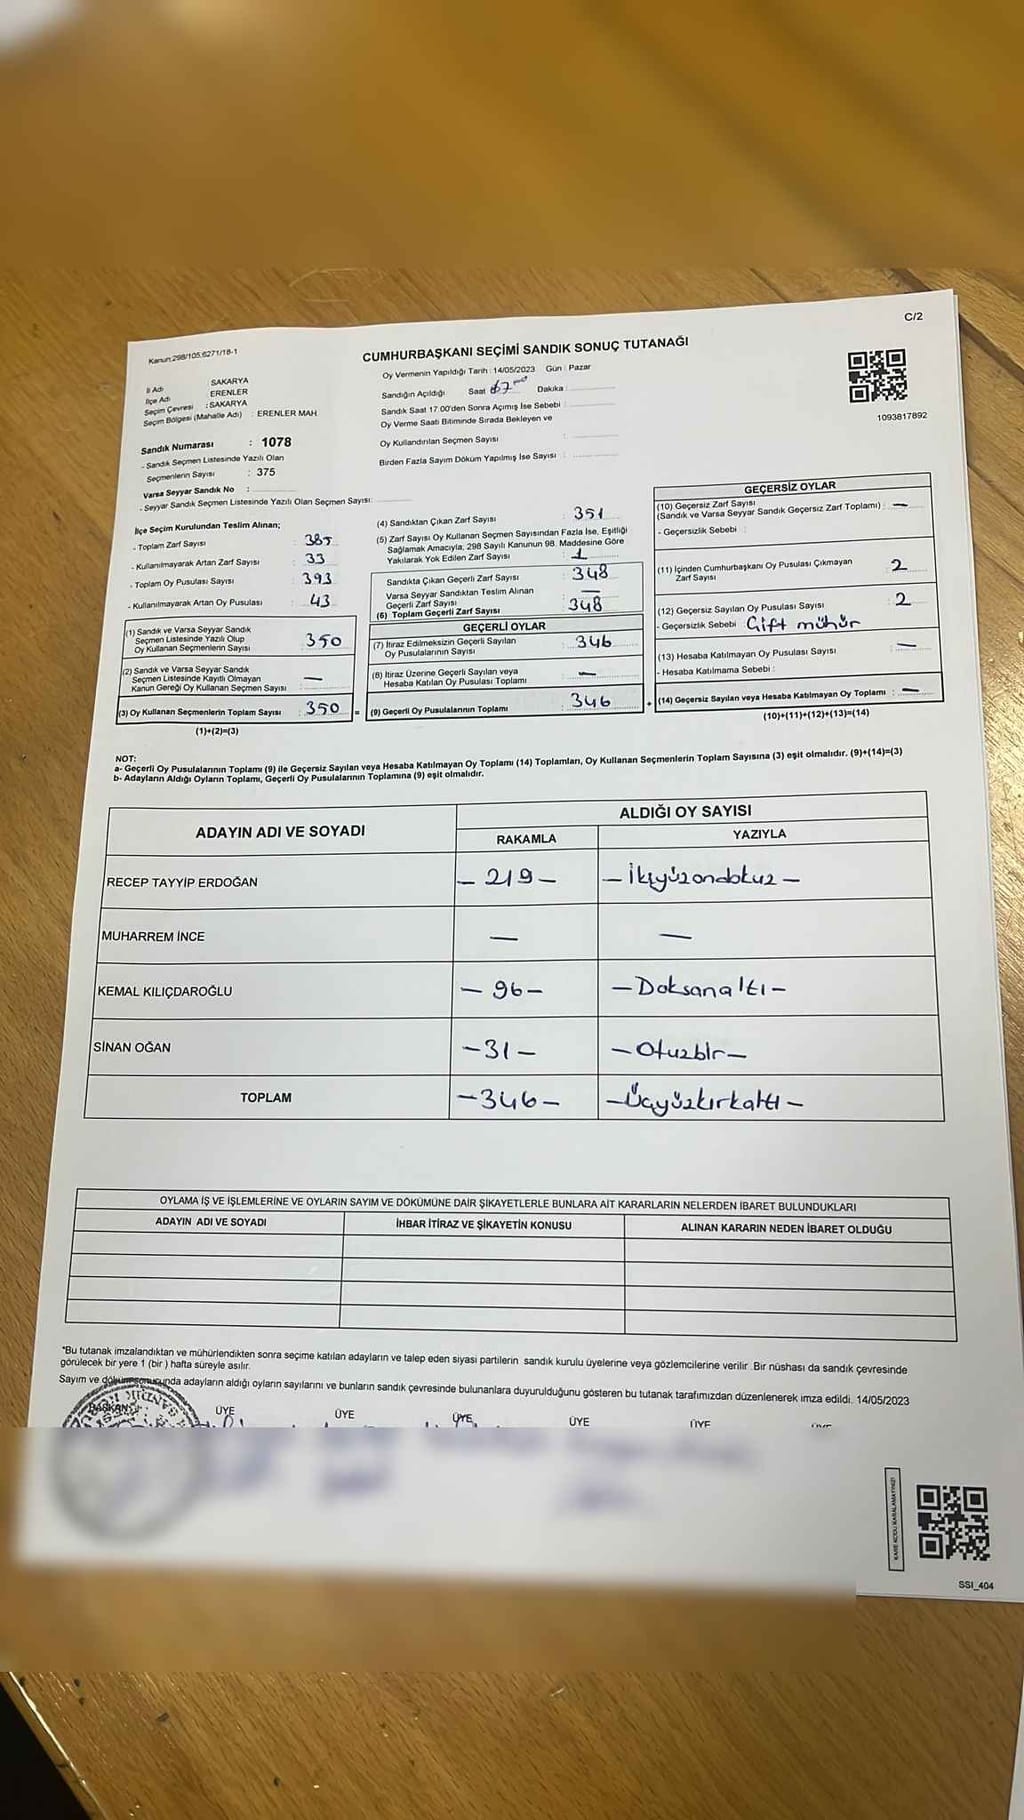 C/2
Kanun:298/105.6271/18-1
CUMHURBAŞKANI SEÇİMİ SANDIK SONUÇ TUTANAĞI
İl Adı SAKARYA
İlçe Adı ERENLER
Seçim Çevresi : SAKARYA
Seçim Bölgesi (Mahalle Adı) : ERENLER MAH
Sandık Numarası : 1078
- Sandık Seçmen Listesinde Yazılı Olan
Seçmenlerin Sayısı : 375
Varsa Seyyar Sandık No :
- Seyyar Sandık Seçmen Listesinde Yazılı Olan Seçmen Sayısı:
Oy Vermenin Yapıldığı Tarih : 14/05/2023 Gün : Pazar
Sandığın Açıldığı Saat Dakika
Sandık Saat 17.00'den Sonra Açımış İse Sebebi :
Oy Verme Saati Bitiminde Sırada Bekleyen ve
Oy Kullandırılan Seçmen Sayısı :
Birden Fazla Sayım Döküm Yapılmış İse Sayısı :
1093817892
İlçe Seçim Kurulundan Teslim Alınan;
- Toplam Zarf Sayısı : 385
- Kullanılmayarak Artan Zarf Sayısı : 33
- Toplam Oy Pusulası Sayısı : 393
- Kullanılmayarak Artan Oy Pusulası : 43
(1) Sandık ve Varsa Seyyar Sandık
Seçmen Listesinde Yazılı Olup
Oy Kullanan Seçmenlerin Sayısı : 350
(2) Sandık ve Varsa Seyyar Sandık
Seçmen Listesinde Kayıtlı Olmayan
Kanun Gereği Oy Kullanan Seçmen Sayısı : —
(3) Oy Kullanan Seçmenlerin Toplam Sayısı : 350 =
(1)+(2)=(3)
(4) Sandıktan Çıkan Zarf Sayısı : 351
(5) Zarf Sayısı Oy Kullanan Seçmen Sayısından Fazla İse, Eşitliği
Sağlamak Amacıyla, 298 Sayılı Kanunun 98. Maddesine Göre
Yakılarak Yok Edilen Zarf Sayısı : 1
Sandıkta Çıkan Geçerli Zarf Sayısı : 348
Varsa Seyyar Sandıktan Teslim Alınan
Geçerli Zarf Sayısı : —
(6) Toplam Geçerli Zarf Sayısı : 348
GEÇERLİ OYLAR
(7) İtiraz Edilmeksizin Geçerli Sayılan
Oy Pusulalarının Sayısı : 346
(8) İtiraz Üzerine Geçerli Sayılan veya
Hesaba Katılan Oy Pusulası Toplamı : —
(9) Geçerli Oy Pusulalarının Toplamı : 346 +
GEÇERSİZ OYLAR
(10) Geçersiz Zarf Sayısı
(Sandık ve Varsa Seyyar Sandık Geçersiz Zarf Toplamı) : —
- Geçersizlik Sebebi :
(11) İçinden Cumhurbaşkanı Oy Pusulası Çıkmayan
Zarf Sayısı : 2
(12) Geçersiz Sayılan Oy Pusulası Sayısı : 2
- Geçersizlik Sebebi Çift mühür
(13) Hesaba Katılmayan Oy Pusulası Sayısı : —
- Hesaba Katılmama Sebebi :
(14) Geçersiz Sayılan veya Hesaba Katılmayan Oy Toplamı : —
(10)+(11)+(12)+(13)=(14)
NOT:
a- Geçerli Oy Pusulalarının Toplamı (9) ile Geçersiz Sayılan veya Hesaba Katılmayan Oy Toplamı (14) Toplamları, Oy Kullanan Seçmenlerin Toplam Sayısına (3) eşit olmalıdır. (9)+(14)=(3)
b- Adayların Aldığı Oyların Toplamı, Geçerli Oy Pusulalarının Toplamına (9) eşit olmalıdır.
ADAYIN ADI VE SOYADI ALDIĞI OY SAYISI
RAKAMLA YAZIYLA
RECEP TAYYİP ERDOĞAN – 219 – – İkiyüzondokuz –
MUHARREM İNCE — —
KEMAL KILIÇDAROĞLU – 96 – – Doksanaltı –
SİNAN OĞAN – 31 – – Otuzbir –
TOPLAM – 346 – – Üçyüzkırkaltı –
OYLAMA İŞ VE İŞLEMLERİNE VE OYLARIN SAYIM VE DÖKÜMÜNE DAİR ŞİKAYETLERLE BUNLARA AİT KARARLARIN NELERDEN İBARET BULUNDUKLARI
ADAYIN ADI VE SOYADI İHBAR İTİRAZ VE ŞİKAYETİN KONUSU ALINAN KARARIN NEDEN İBARET OLDUĞU
*Bu tutanak imzalandıktan ve mühürlendikten sonra seçime katılan adayların ve talep eden siyasi partilerin sandık kurulu üyelerine veya gözlemcilerine verilir. Bir nüshası da sandık çevresinde
görülecek bir yere 1 (bir) hafta süreyle asılır.
Sayım ve döküm sonucunda adayların aldığı oyların sayılarını ve bunların sandık çevresinde bulunanlara duyurulduğunu gösteren bu tutanak tarafımızdan düzenlenerek imza edildi. 14/05/2023
BAŞKAN ÜYE ÜYE ÜYE ÜYE ÜYE ÜYE
KARE KODU KARALAMAYINIZ!
SSI_404